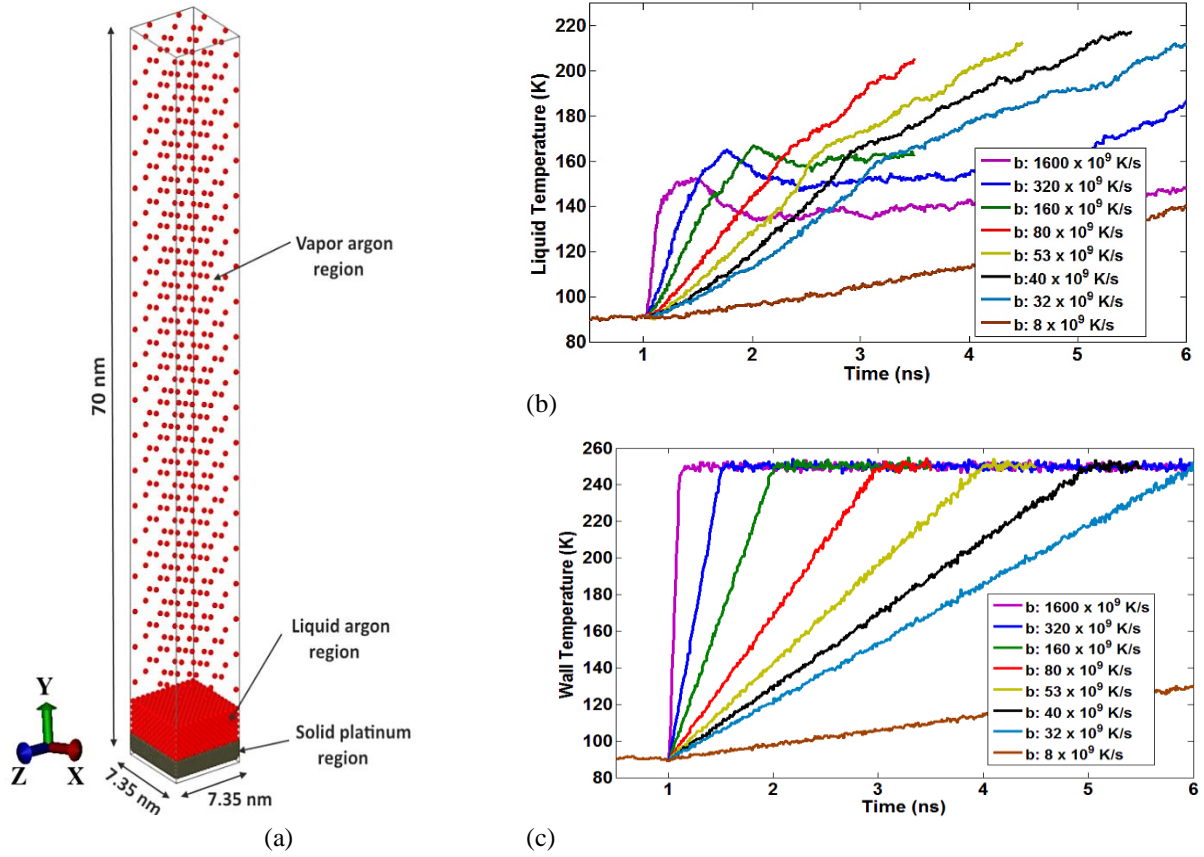 70 nm
Vapor argon
region
Liquid argon
region
Solid platinum
region
Y
Z
X
7.35 nm
7.35 nm
(a)
Liquid Temperature (K)
220
200
180
160
140
120
100
80
1
2
3
4
5
6
Time (ns)
b: 1600 x 10⁹ K/s
b: 320 x 10⁹ K/s
b: 160 x 10⁹ K/s
b: 80 x 10⁹ K/s
b: 53 x 10⁹ K/s
b:40 x 10⁹ K/s
b: 32 x 10⁹ K/s
b: 8 x 10⁹ K/s
(b)
Wall Temperature (K)
260
240
220
200
180
160
140
120
100
80
1
2
3
4
5
6
Time (ns)
b: 1600 x 10⁹ K/s
b: 320 x 10⁹ K/s
b: 160 x 10⁹ K/s
b: 80 x 10⁹ K/s
b: 53 x 10⁹ K/s
b: 40 x 10⁹ K/s
b: 32 x 10⁹ K/s
b: 8 x 10⁹ K/s
(c)